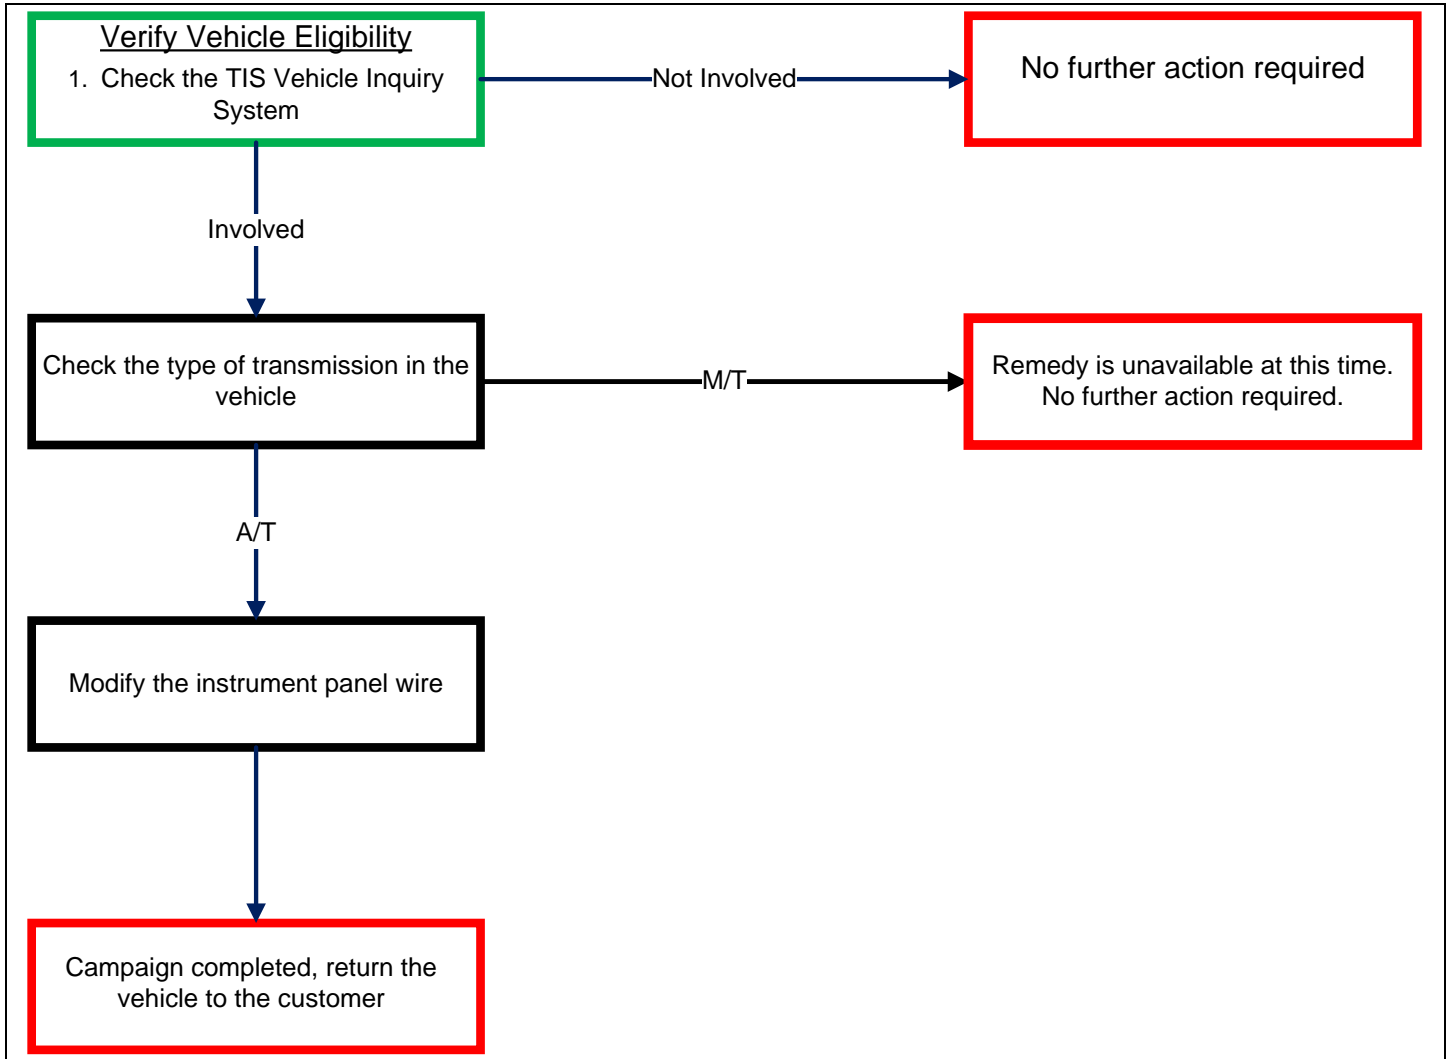 Verify Vehicle Eligibility
1. Check the TIS Vehicle Inquiry
System
Not Involved
No further action required
Involved
Check the type of transmission in the
vehicle
M/T
Remedy is unavailable at this time.
No further action required.
A/T
Modify the instrument panel wire
Campaign completed, return the
vehicle to the customer